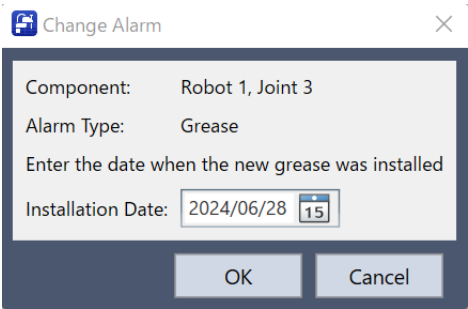 Change Alarm
Component: Robot 1, Joint 3
Alarm Type: Grease
Enter the date when the new grease was installed
Installation Date: 2024/06/28 15
OK Cancel